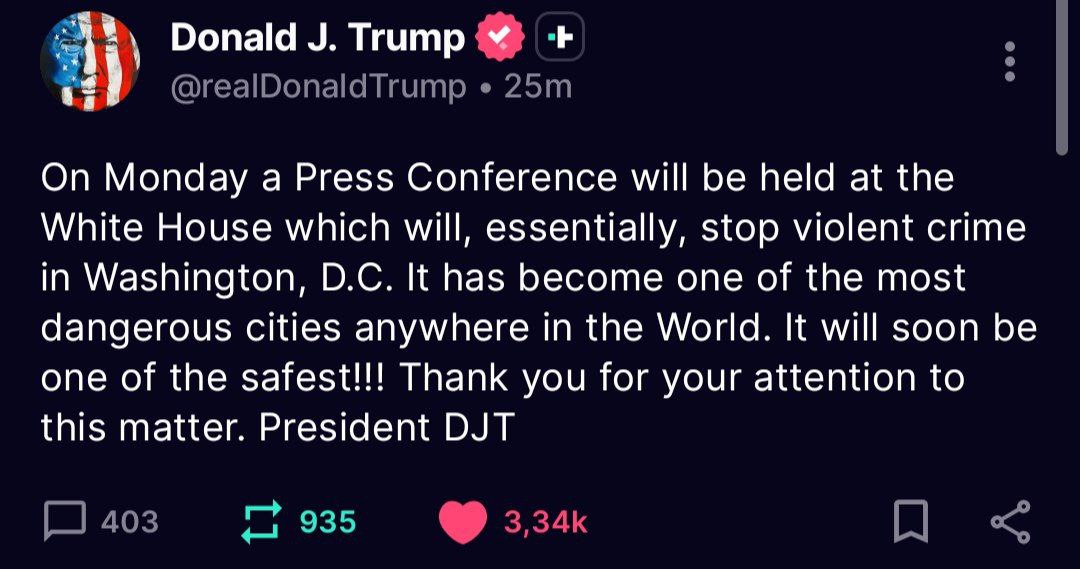 Donald J. Trump
@realDonaldTrump • 25m
On Monday a Press Conference will be held at the
White House which will, essentially, stop violent crime
in Washington, D.C. It has become one of the most
dangerous cities anywhere in the World. It will soon be
one of the safest!!! Thank you for your attention to
this matter. President DJT
403 935 3,34k